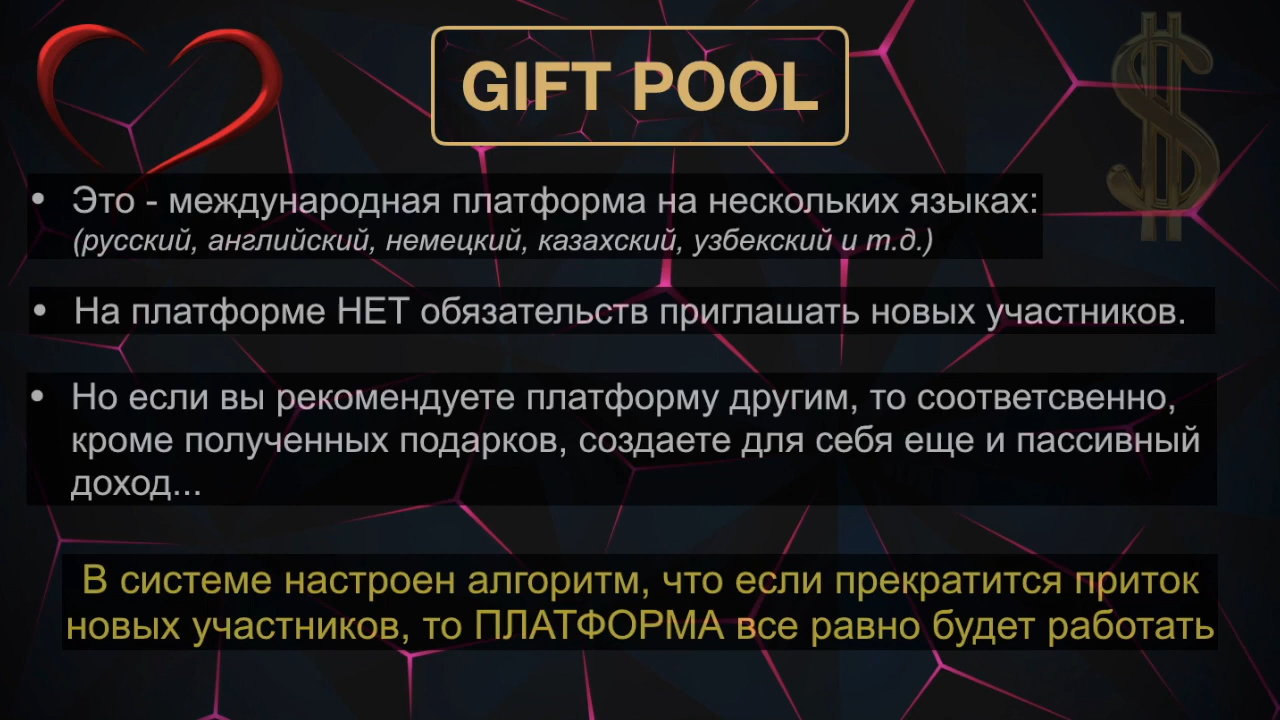 GIFT POOL
• Это - международная платформа на нескольких языках:
(русский, английский, немецкий, казахский, узбекский и т.д.)
• На платформе НЕТ обязательств приглашать новых участников.
• Но если вы рекомендуете платформу другим, то соответсвенно,
кроме полученных подарков, создаете для себя еще и пассивный
доход...
В системе настроен алгоритм, что если прекратится приток
новых участников, то ПЛАТФОРМА все равно будет работать